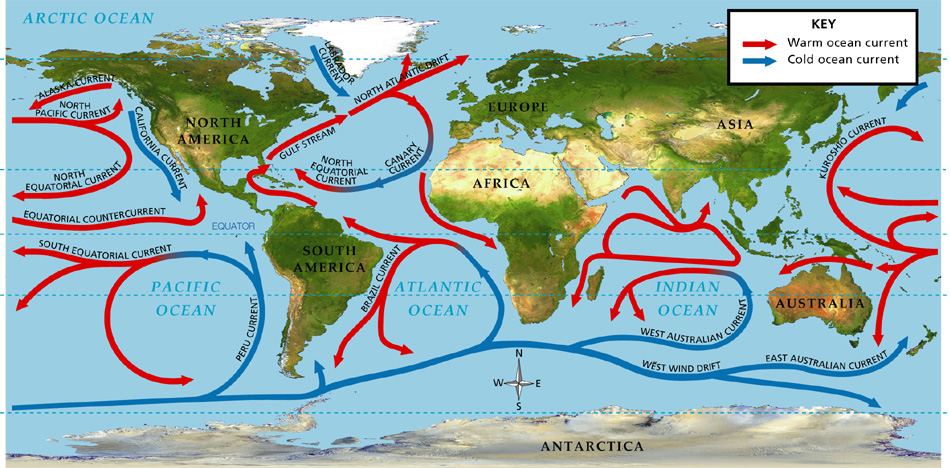 ARCTIC OCEAN
KEY
Warm ocean current
Cold ocean current
LABRADOR
CURRENT
NORTH ATLANTIC DRIFT
ALASKA CURRENT
NORTH
PACIFIC CURRENT
CALIFORNIA CURRENT
NORTH
AMERICA
EUROPE
ASIA
GULF STREAM
KUROSHIO CURRENT
NORTH
EQUATORIAL CURRENT
NORTH
EQUATORIAL
CURRENT
CANARY
CURRENT
AFRICA
EQUATORIAL COUNTERCURRENT
EQUATOR
SOUTH EQUATORIAL CURRENT
SOUTH
AMERICA
PACIFIC
OCEAN
PERU CURRENT
BRAZIL CURRENT
ATLANTIC
OCEAN
INDIAN
OCEAN
AUSTRALIA
WEST AUSTRALIAN CURRENT
WEST WIND DRIFT
EAST AUSTRALIAN CURRENT
N
W E
S
ANTARCTICA